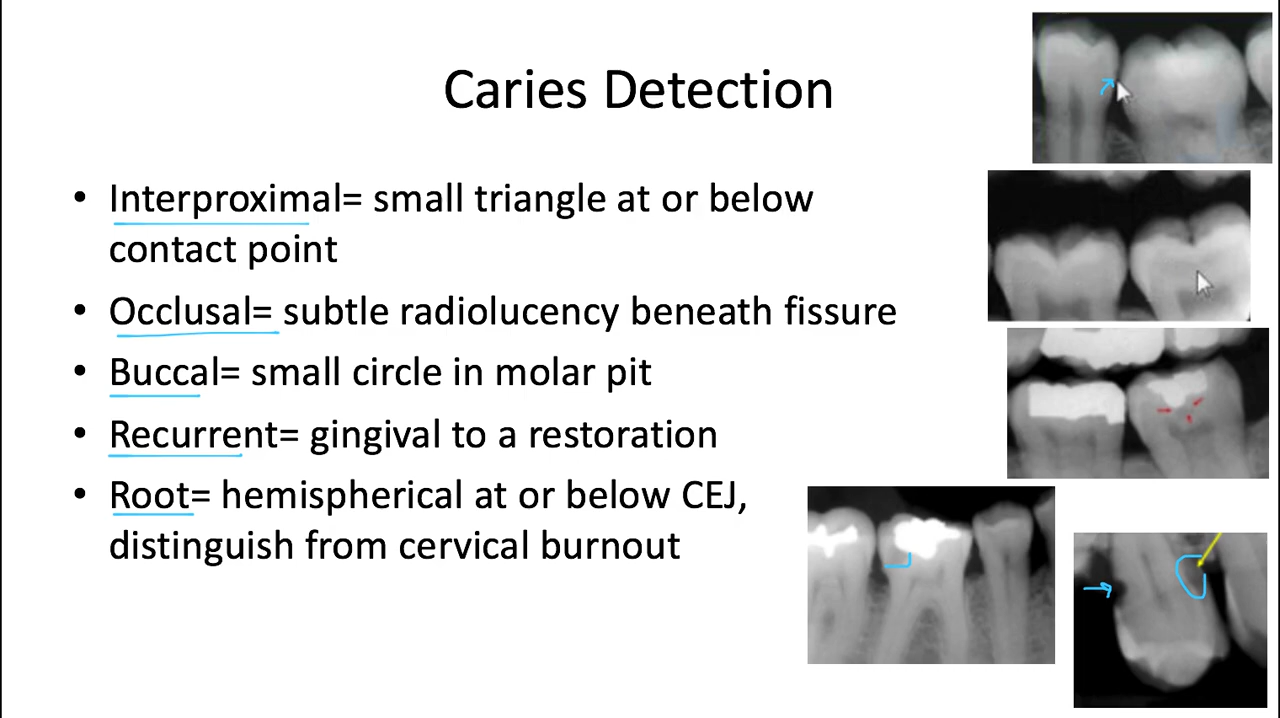 Caries Detection
• Interproximal= small triangle at or below
contact point
• Occlusal= subtle radiolucency beneath fissure
• Buccal= small circle in molar pit
• Recurrent= gingival to a restoration
• Root= hemispherical at or below CEJ,
distinguish from cervical burnout